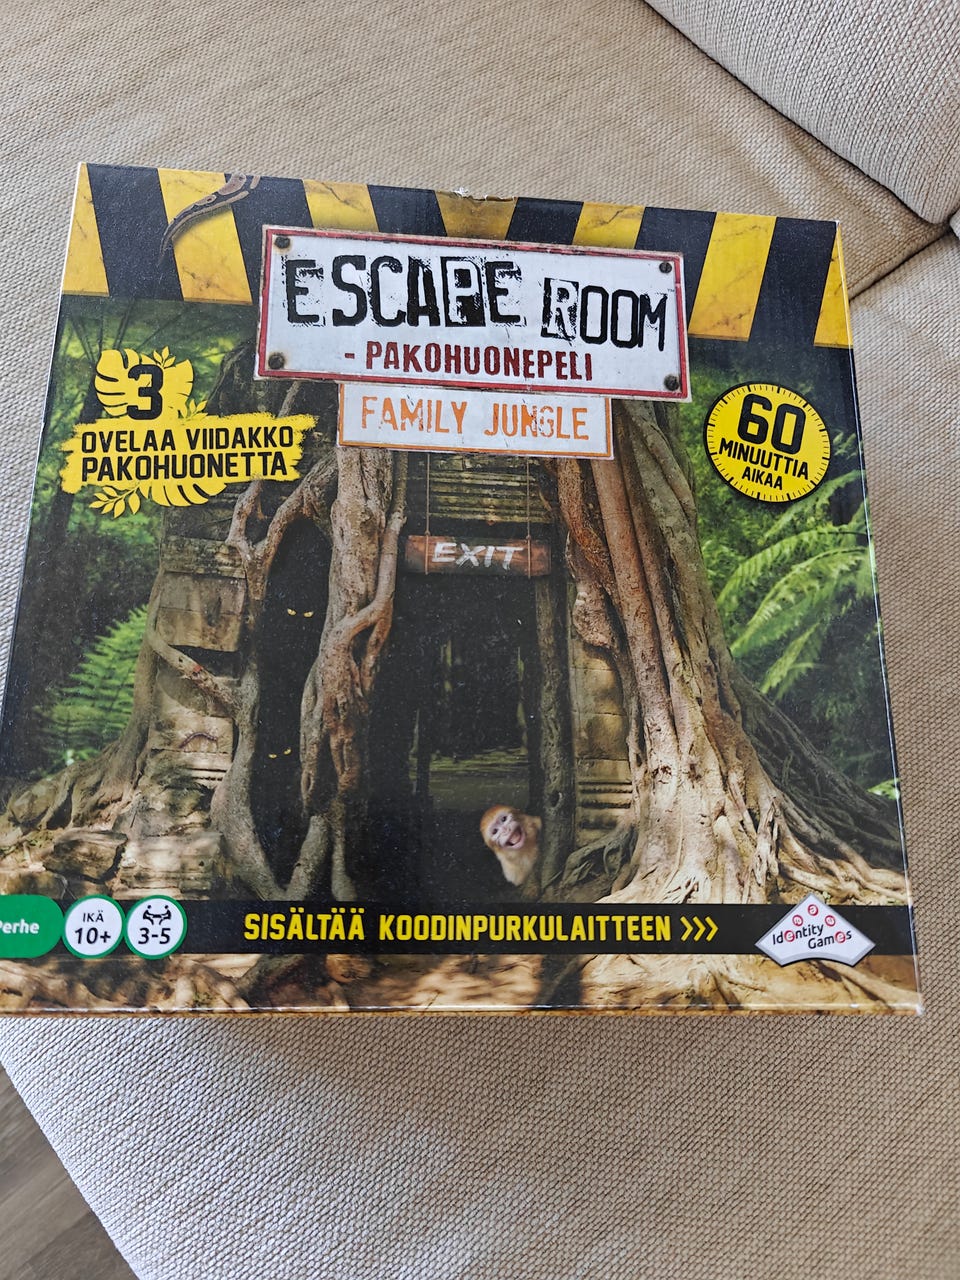 ESCAPE ROOM
- PAKOHUONEPELI
FAMILY JUNGLE
3
OVELAA VIIDAKKO
PAKOHUONETTA
60
MINUUTTIA
AIKAA
EXIT
Perhe
IKÄ
10+
3-5
SISÄLTÄÄ KOODINPURKULAITTEEN >>>
Identity
Games